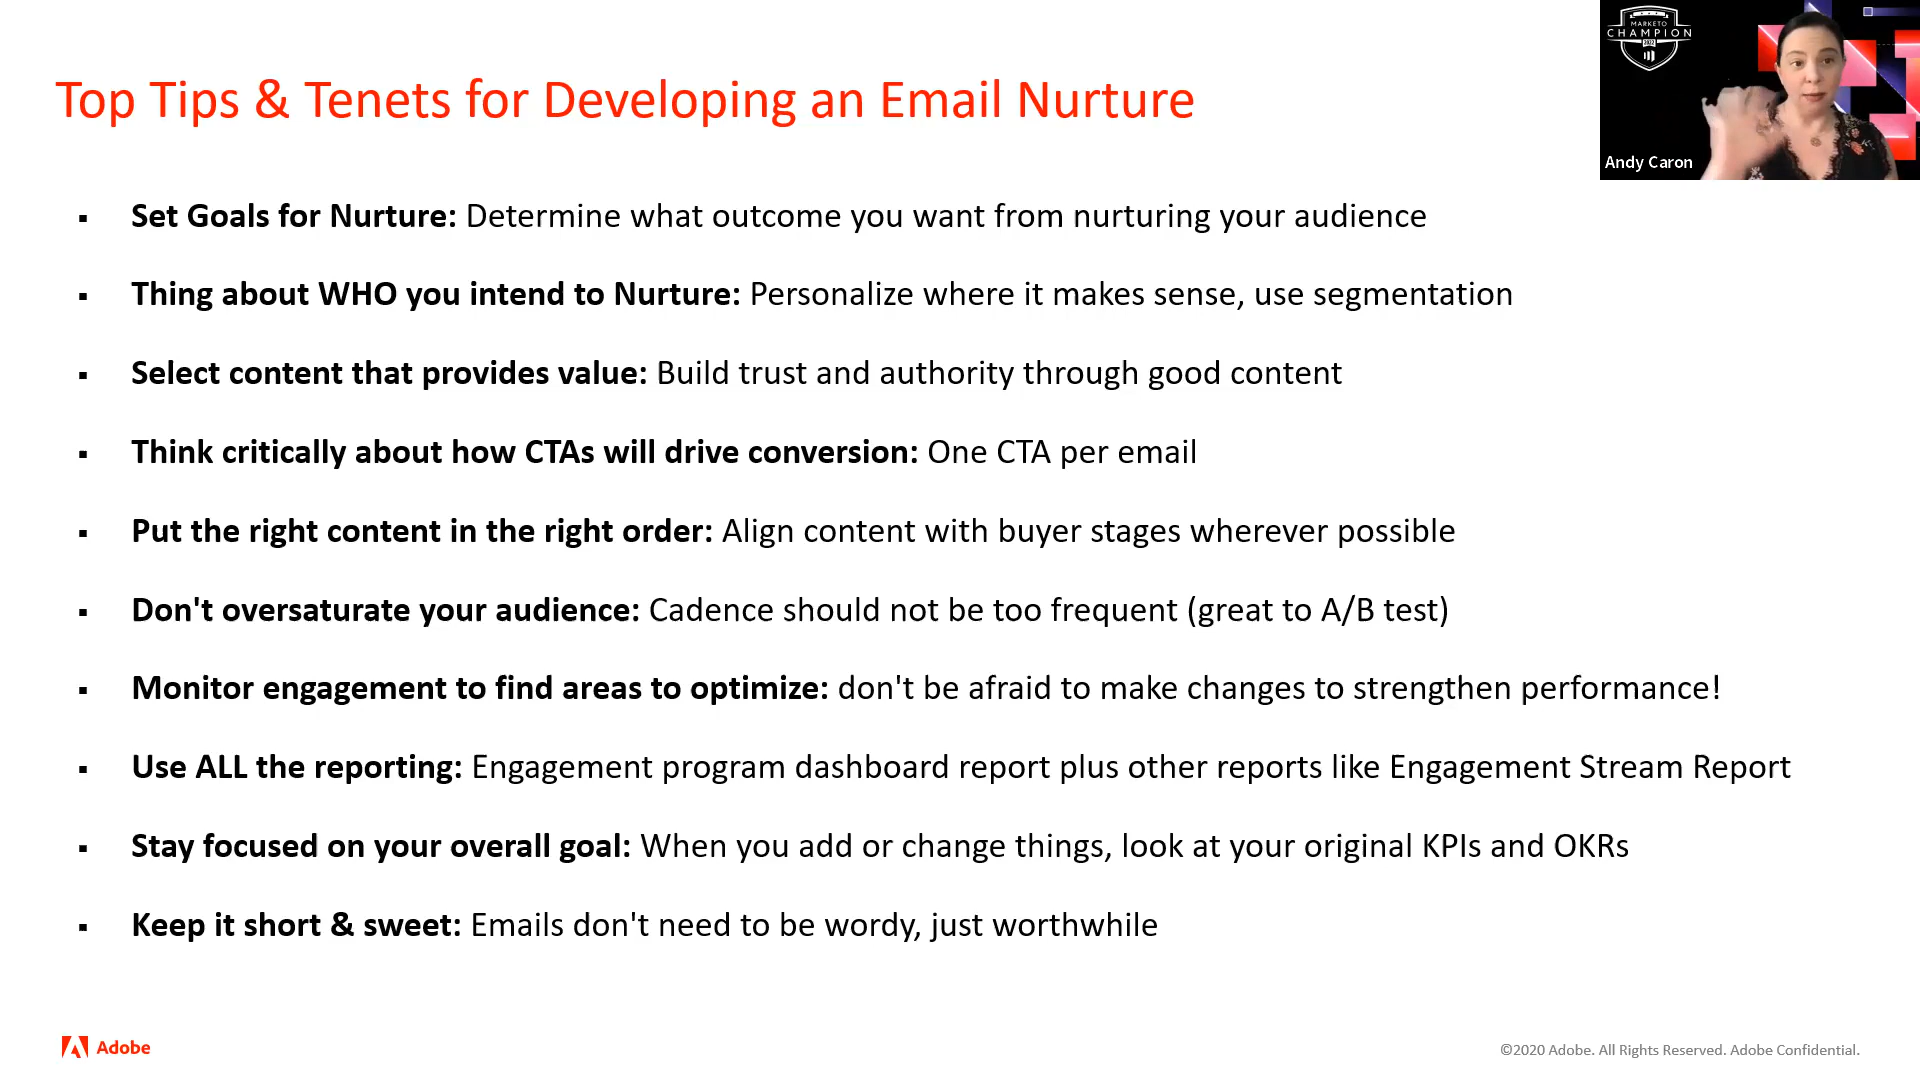 Top Tips & Tenets for Developing an Email Nurture
MARKETO
CHAMPION
2022
Andy Caron
▪ Set Goals for Nurture: Determine what outcome you want from nurturing your audience
▪ Thing about WHO you intend to Nurture: Personalize where it makes sense, use segmentation
▪ Select content that provides value: Build trust and authority through good content
▪ Think critically about how CTAs will drive conversion: One CTA per email
▪ Put the right content in the right order: Align content with buyer stages wherever possible
▪ Don't oversaturate your audience: Cadence should not be too frequent (great to A/B test)
▪ Monitor engagement to find areas to optimize: don't be afraid to make changes to strengthen performance!
▪ Use ALL the reporting: Engagement program dashboard report plus other reports like Engagement Stream Report
▪ Stay focused on your overall goal: When you add or change things, look at your original KPIs and OKRs
▪ Keep it short & sweet: Emails don't need to be wordy, just worthwhile
Adobe
©2020 Adobe. All Rights Reserved. Adobe Confidential.